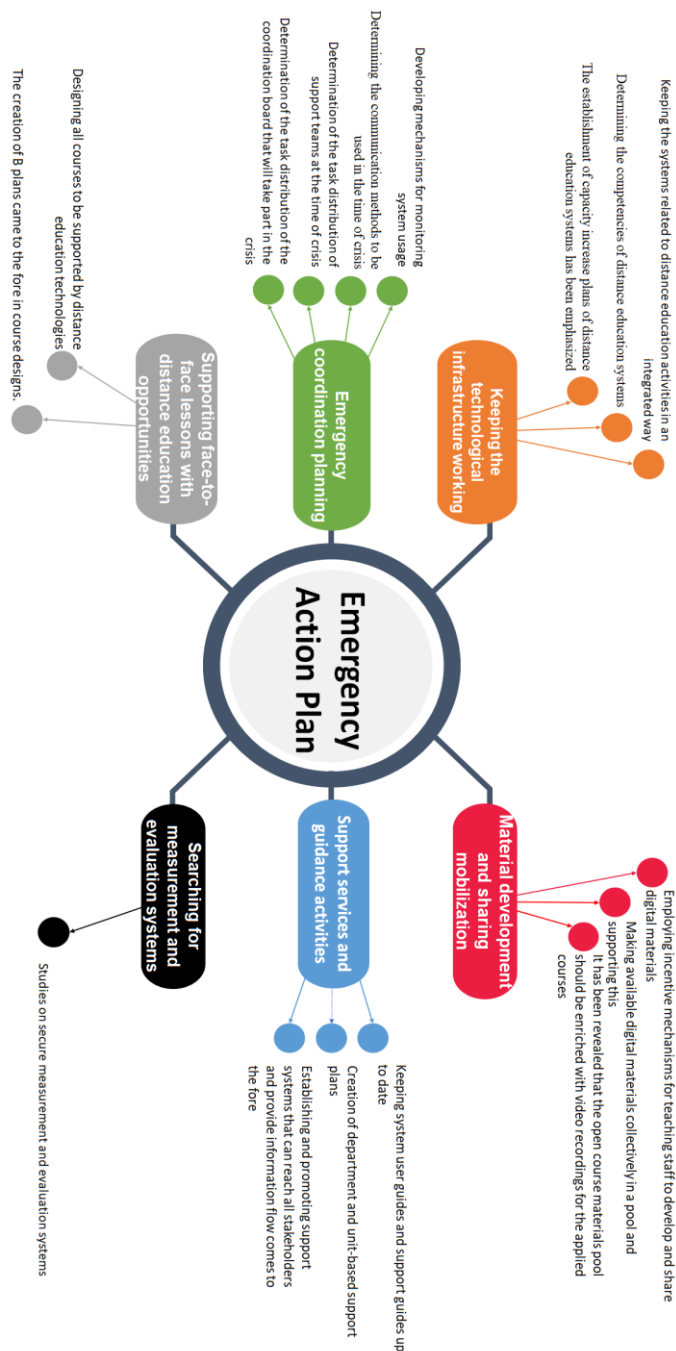 Keeping the systems related to distance education activities in an
integrated way
Determining the competencies of distance education systems
The establishment of capacity increase plans of distance
education systems has been emphasized
Keeping the
technological
infrastructure working
Developing mechanisms for monitoring
system usage
Determining the communication methods to be
used in the time of crisis
Determination of the task distribution of
support teams at the time of crisis
Determination of the task distribution of the
coordination board that will take part in the
crisis
Emergency
coordination planning
Designing all courses to be supported by distance
education technologies
The creation of B plans came to the fore in course designs.
Supporting face-to-
face lessons with
distance education
opportunities
Emergency
Action Plan
Material development
and sharing
mobilization
Employing incentive mechanisms for teaching staff to develop and share
digital materials
Making available digital materials collectively in a pool and
supporting this
It has been revealed that the open course materials pool
should be enriched with video recordings for the applied
courses
Support services and
guidance activities
Keeping system user guides and support guides up
to date
Creation of department and unit-based support
plans
Establishing and promoting support
systems that can reach all stakeholders
and provide information flow comes to
the fore
Searching for
measurement and
evaluation systems
Studies on secure measurement and evaluation systems